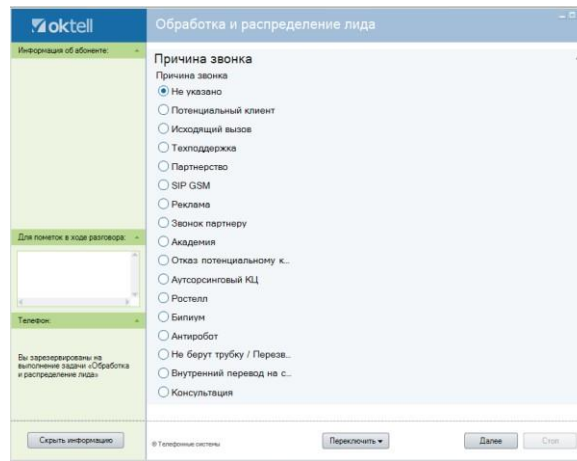 oktell
Обработка и распределение лида
Информация об абоненте:
Для пометок в ходе разговора:
Телефон:
Вы зарезервированы на
выполнение задачи «Обработка
и распределение лида»
Скрыть информацию
Причина звонка
Причина звонка
Не указано
Потенциальный клиент
Исходящий вызов
Техподдержка
Партнерство
SIP GSM
Реклама
Звонок партнеру
Академия
Отказ потенциальному к...
Аутсорсинговый КЦ
Ростелл
Бипиум
Антиробот
Не берут трубку / Перезв...
Внутренний перевод на с...
Консультация
® Телефонные системы
Переключить
Далее
Стоп